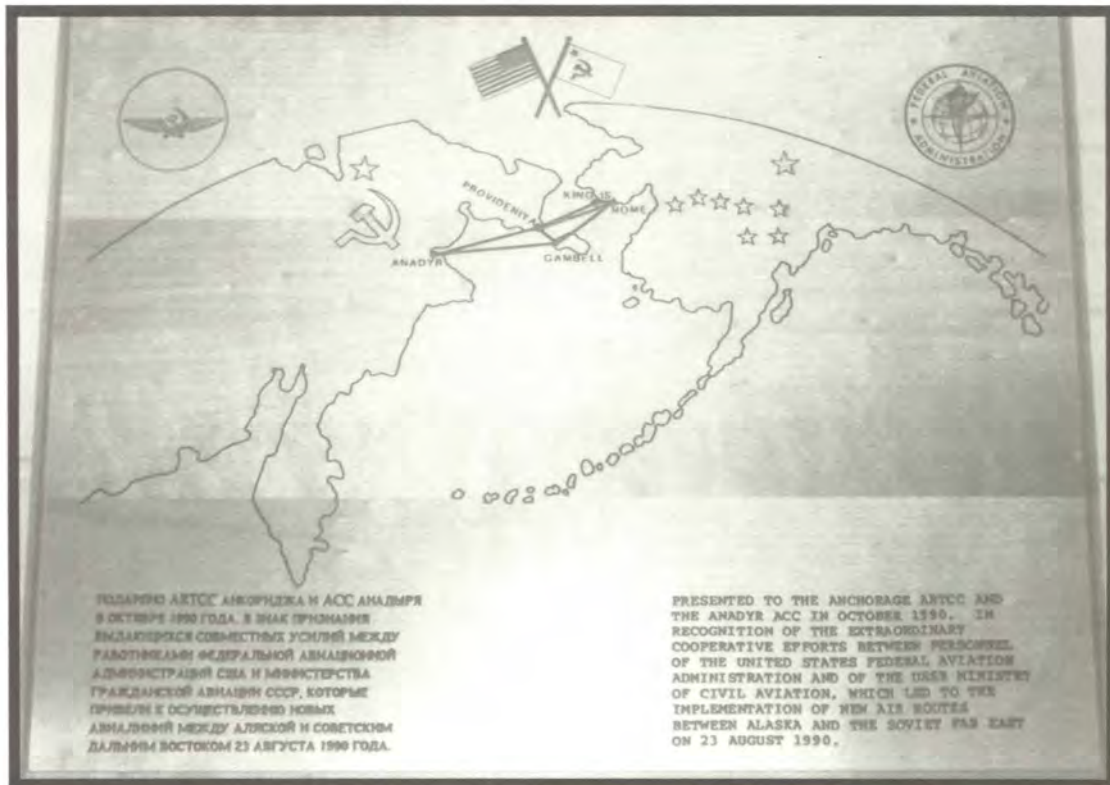 FEDERAL AVIATION
ADMINISTRATION
PROVIDENIYA
KING IS
NOME
ANADYR
GAMBELL
ПОДАРЕНО ARTCC АНКОРИДЖА И ACC АНАДЫРЯ
В ОКТЯБРЕ 1990 ГОДА. В ЗНАК ПРИЗНАНИЯ
ВЫДАЮЩИХСЯ СОВМЕСТНЫХ УСИЛИЙ МЕЖДУ
РАБОТНИКАМИ ФЕДЕРАЛЬНОЙ АВИАЦИОННОЙ
АДМИНИСТРАЦИЙ США И МИНИСТЕРСТВА
ГРАЖДАНСКОЙ АВИАЦИИ СССР, КОТОРЫЕ
ПРИВЕЛИ К ОСУЩЕСТВЛЕНИЮ НОВЫХ
АВИАЛИНИЙ МЕЖДУ АЛЯСКОЙ И СОВЕТСКИМ
ДАЛЬНИМ ВОСТОКОМ 23 АВГУСТА 1990 ГОДА.
PRESENTED TO THE ANCHORAGE ARTCC AND
THE ANADYR ACC IN OCTOBER 1990. IN
RECOGNITION OF THE EXTRAORDINARY
COOPERATIVE EFFORTS BETWEEN PERSONNEL
OF THE UNITED STATES FEDERAL AVIATION
ADMINISTRATION AND OF THE USSR MINISTRY
OF CIVIL AVIATION, WHICH LED TO THE
IMPLEMENTATION OF NEW AIR ROUTES
BETWEEN ALASKA AND THE SOVIET FAR EAST
ON 23 AUGUST 1990.